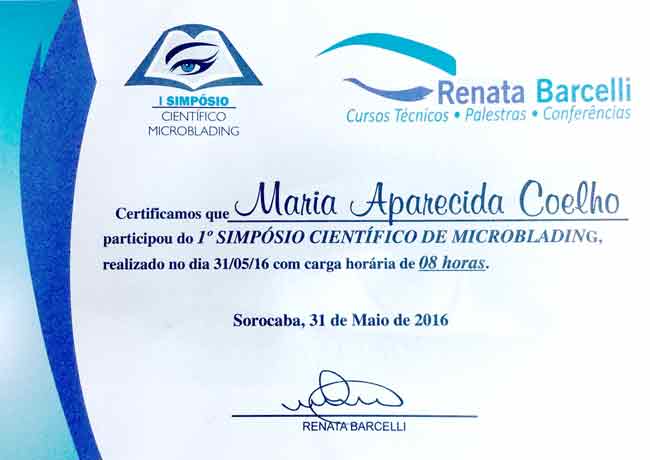 I SIMPÓSIO
CIENTÍFICO
MICROBLADING
Renata Barcelli
Cursos Técnicos • Palestras • Conferências
Certificamos que Maria Aparecida Coelho
participou do 1º SIMPÓSIO CIENTÍFICO DE MICROBLADING,
realizado no dia 31/05/16 com carga horária de 08 horas.
Sorocaba, 31 de Maio de 2016
RENATA BARCELLI